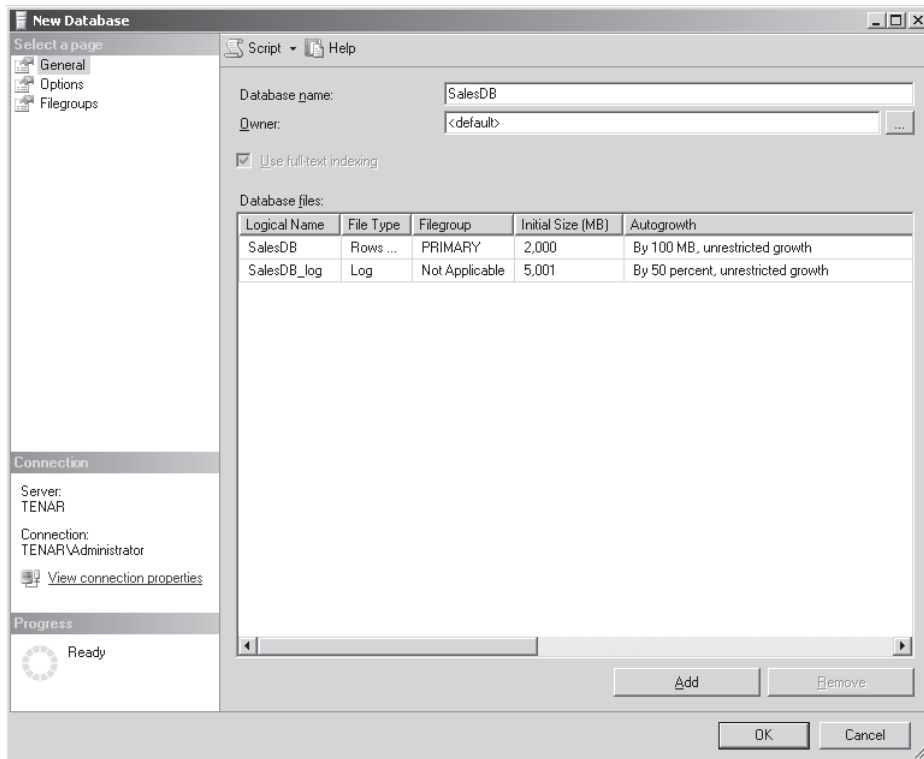 New Database
Select a page
General
Options
Filegroups
Script Help
Database name: SalesDB
Owner: <default> ...
Use full-text indexing
Database files:
Logical Name File Type Filegroup Initial Size (MB) Autogrowth
SalesDB Rows ... PRIMARY 2,000 By 100 MB, unrestricted growth
SalesDB_log Log Not Applicable 5,001 By 50 percent, unrestricted growth
Connection
Server:
TENAR
Connection:
TENAR\Administrator
View connection properties
Progress
Ready
Add Remove
OK Cancel